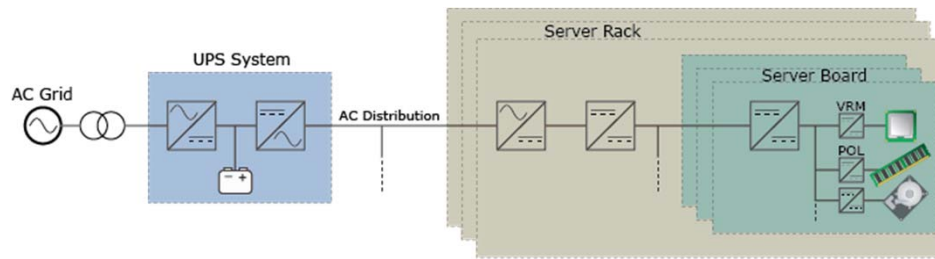 Server Rack
UPS System
Server Board
AC Grid
AC Distribution
VRM
POL